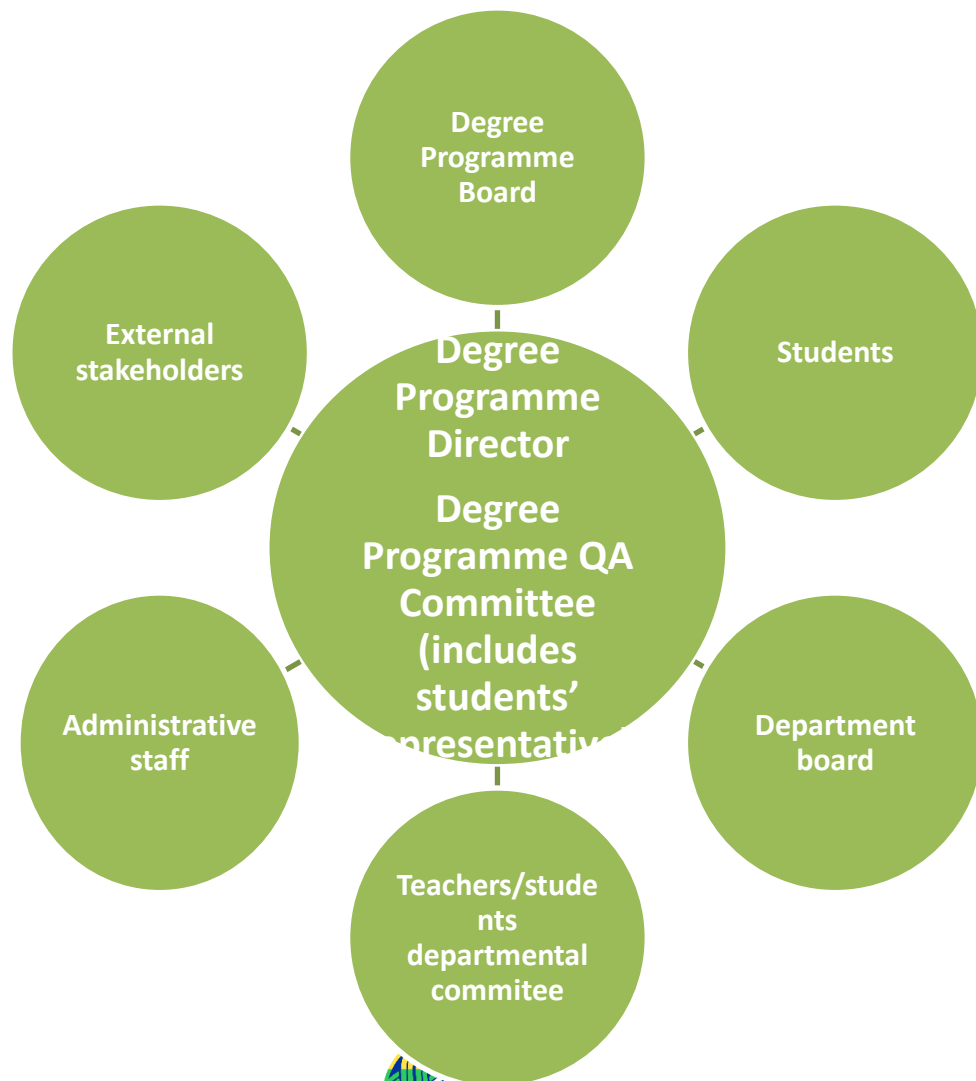 Degree
Programme
Board
External
stakeholders
Students
Degree
Programme
Director
Degree
Programme QA
Committee
(includes
students’
epresentative
Administrative
staff
Department
board
Teachers/stude
nts
departmental
commitee